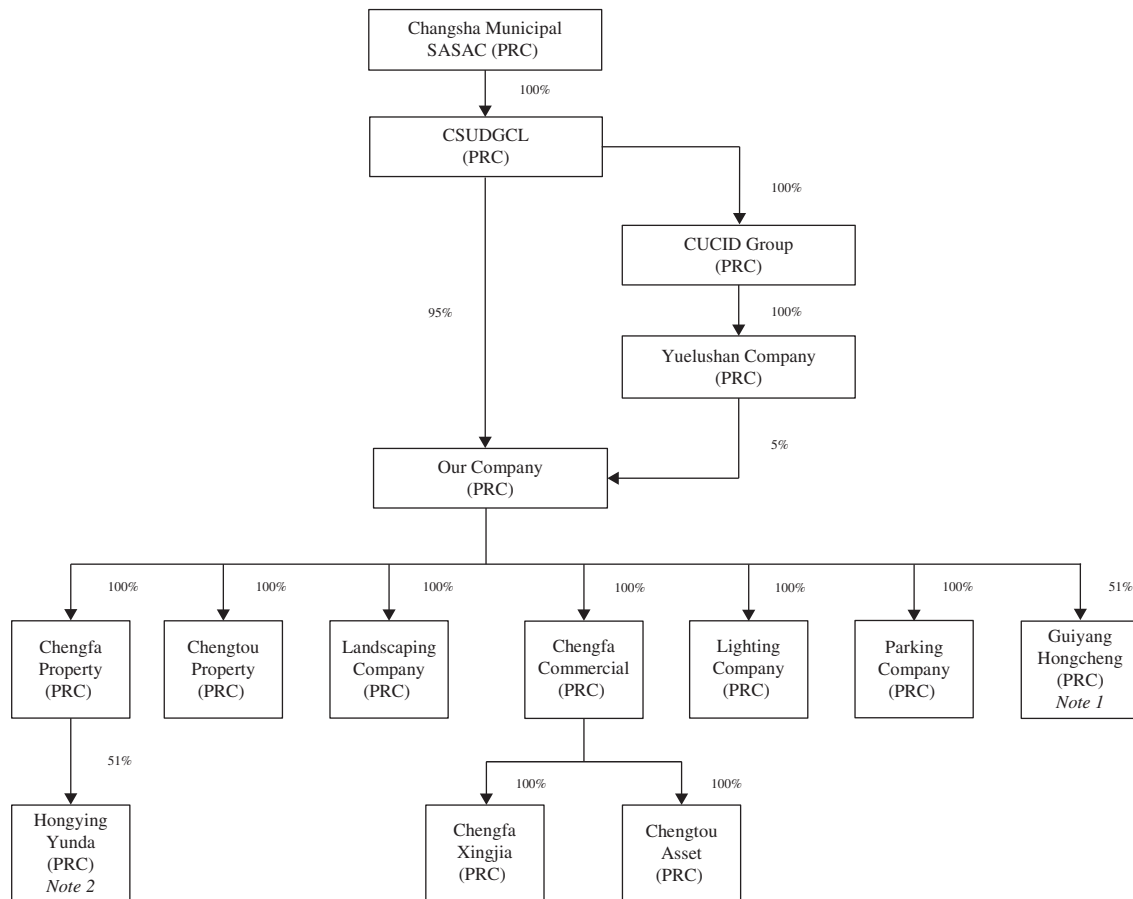 Changsha Municipal
SASAC (PRC)
100%
CSUDGCL
(PRC)
100%
CUCID Group
(PRC)
95%
100%
Yuelushan Company
(PRC)
5%
Our Company
(PRC)
100%
100%
100%
100%
100%
100%
51%
Chengfa
Property
(PRC)
Chengtou
Property
(PRC)
Landscaping
Company
(PRC)
Chengfa
Commercial
(PRC)
Lighting
Company
(PRC)
Parking
Company
(PRC)
Guiyang
Hongcheng
(PRC)
Note 1
51%
100%
100%
Hongying
Yunda
(PRC)
Note 2
Chengfa
Xingjia
(PRC)
Chengtou
Asset
(PRC)